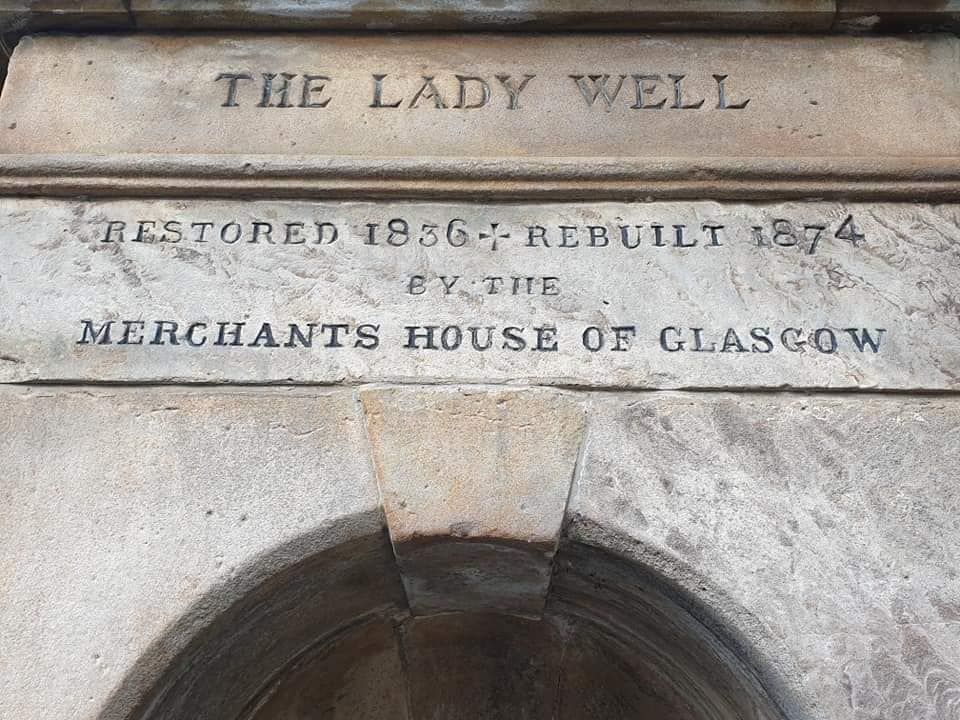 THE LADY WELL
RESTORED 1836 ✢ REBUILT 1874
BY THE
MERCHANTS HOUSE OF GLASGOW